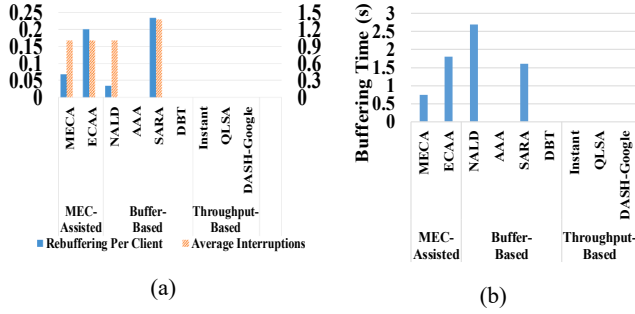 0.25
0.2
0.15
0.1
0.05
0
1.5
1.2
0.9
0.6
0.3
0
MECA
ECAA
NALD
AAA
SARA
DBT
Instant
QLSA
DASH-Google
MEC-Assisted
Buffer-Based
Throughput-Based
Rebuffering Per Client
Average Interruptions
(a)
Buffering Time (s)
3
2.5
2
1.5
1
0.5
0
MECA
ECAA
NALD
AAA
SARA
DBT
Instant
QLSA
DASH-Google
MEC-Assisted
Buffer-Based
Throughput-Based
(b)